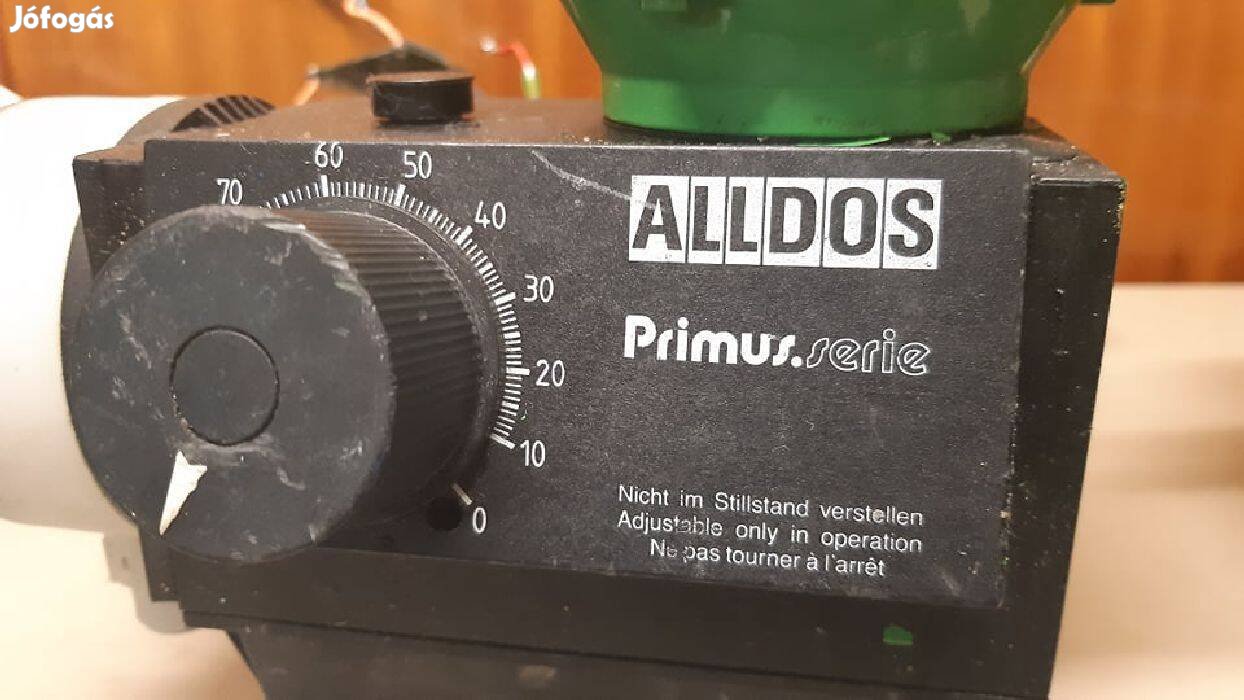 Jófogás
60
50
70
40
30
20
10
0
ALLDOS
Primus.serie
Nicht im Stillstand verstellen
Adjustable only in operation
Ne pas tourner à l'arrêt